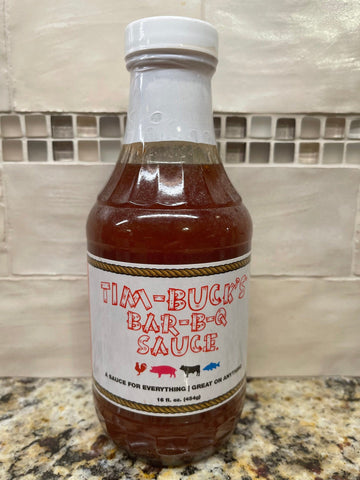 TIM-BUCK'S
BAR-B-Q
SAUCE
A SAUCE FOR EVERYTHING | GREAT ON ANYTHING
16 fl. oz. (454g)